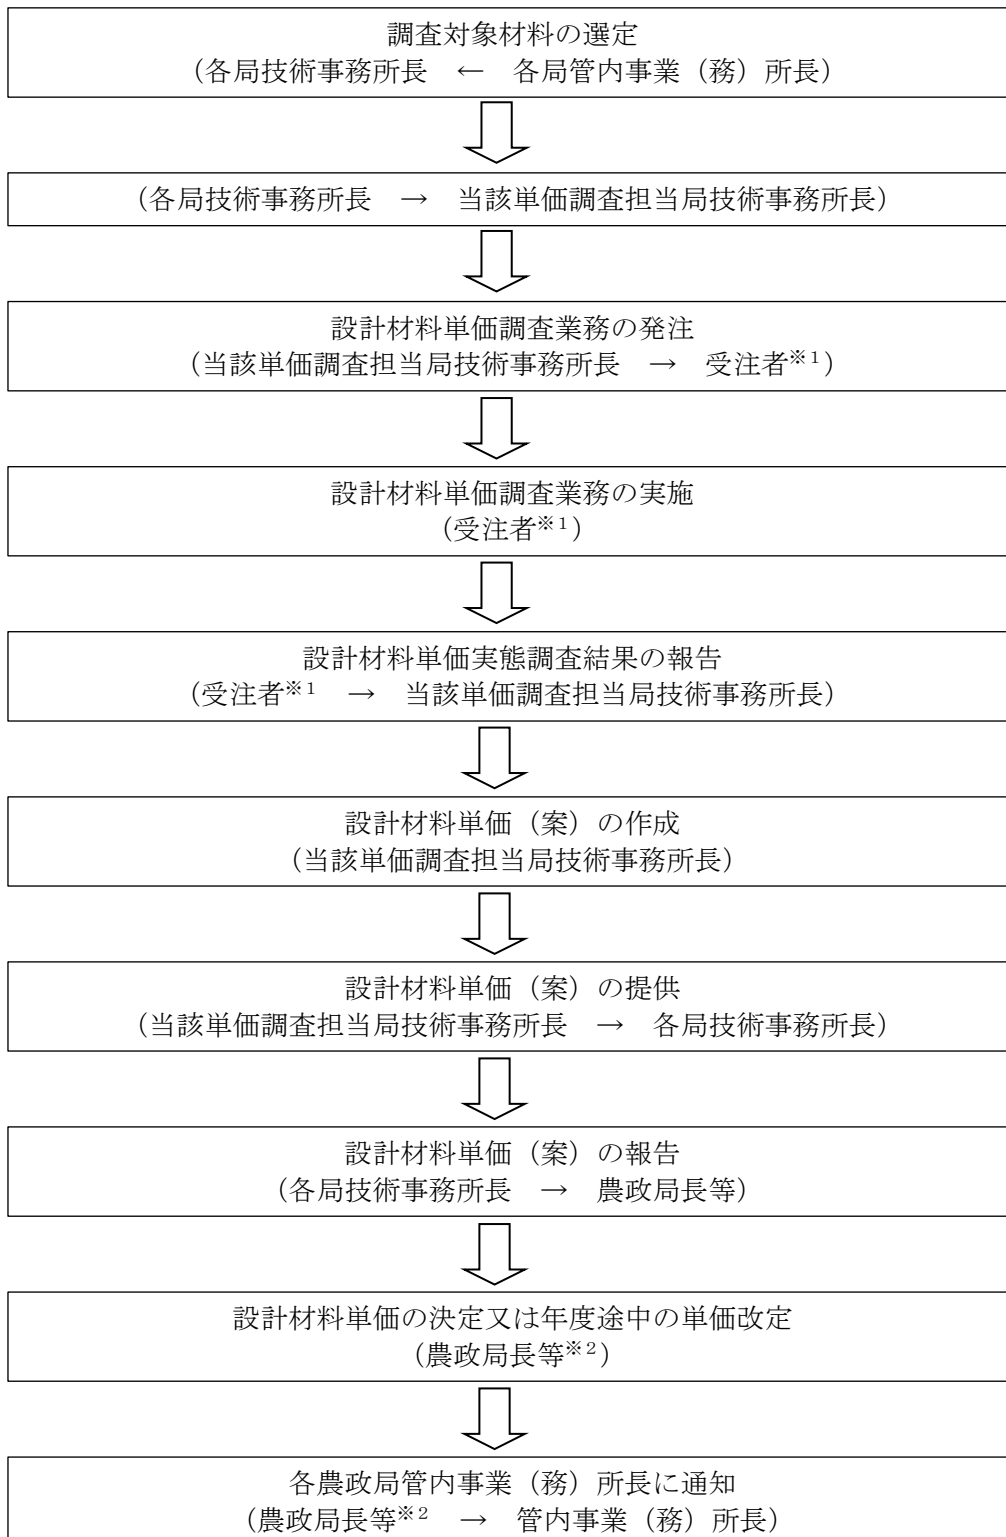 調査対象材料の選定
（各局技術事務所長　←　各局管内事業（務）所長）
（各局技術事務所長　→　当該単価調査担当局技術事務所長）
設計材料単価調査業務の発注
（当該単価調査担当局技術事務所長　→　受注者※1）
設計材料単価調査業務の実施
（受注者※1）
設計材料単価実態調査結果の報告
（受注者※1　→　当該単価調査担当局技術事務所長）
設計材料単価（案）の作成
（当該単価調査担当局技術事務所長）
設計材料単価（案）の提供
（当該単価調査担当局技術事務所長　→　各局技術事務所長）
設計材料単価（案）の報告
（各局技術事務所長　→　農政局長等）
設計材料単価の決定又は年度途中の単価改定
（農政局長等※2）
各農政局管内事業（務）所長に通知
（農政局長等※2　→　管内事業（務）所長）